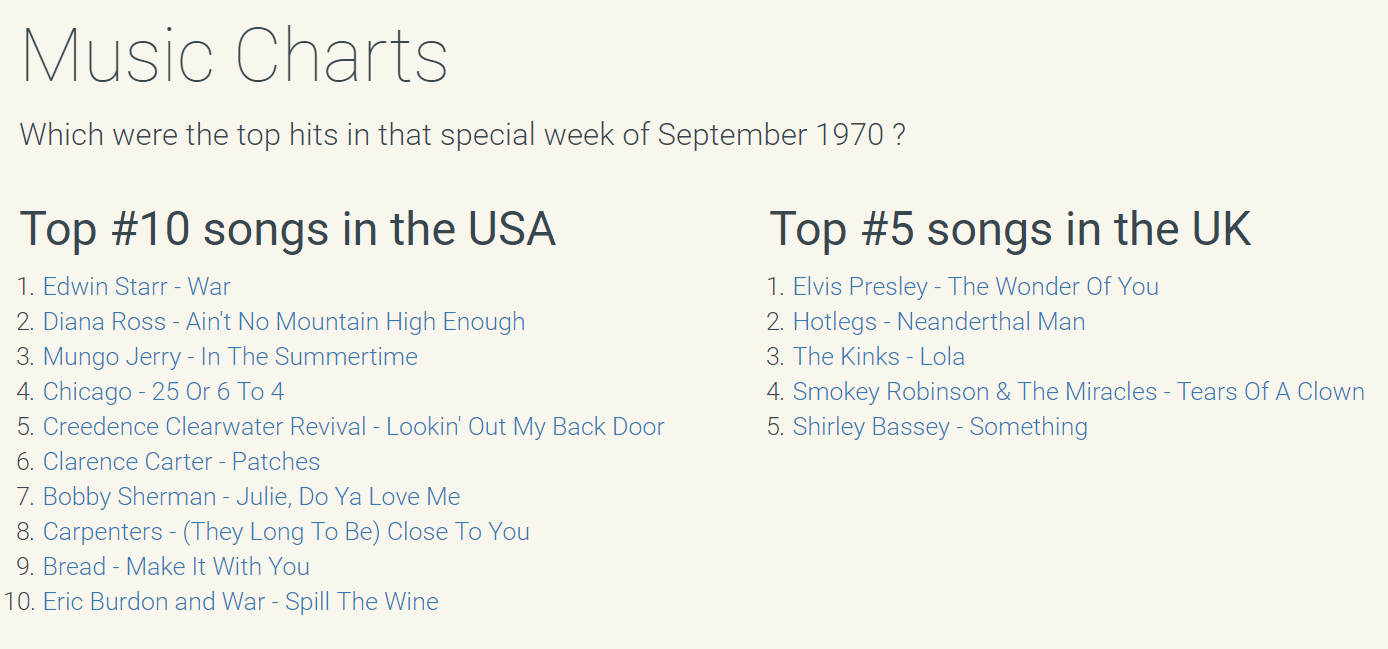 Music Charts
Which were the top hits in that special week of September 1970 ?
Top #10 songs in the USA
1. Edwin Starr - War
2. Diana Ross - Ain't No Mountain High Enough
3. Mungo Jerry - In The Summertime
4. Chicago - 25 Or 6 To 4
5. Creedence Clearwater Revival - Lookin' Out My Back Door
6. Clarence Carter - Patches
7. Bobby Sherman - Julie, Do Ya Love Me
8. Carpenters - (They Long To Be) Close To You
9. Bread - Make It With You
10. Eric Burdon and War - Spill The Wine
Top #5 songs in the UK
1. Elvis Presley - The Wonder Of You
2. Hotlegs - Neanderthal Man
3. The Kinks - Lola
4. Smokey Robinson & The Miracles - Tears Of A Clown
5. Shirley Bassey - Something